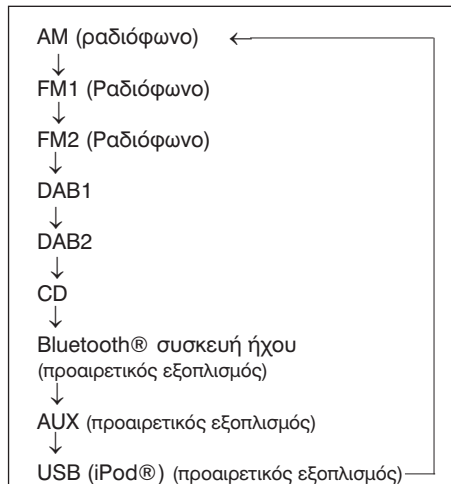 AM (ραδιόφωνο)
FM1 (Ραδιόφωνο)
FM2 (Ραδιόφωνο)
DAB1
DAB2
CD
Bluetooth® συσκευή ήχου
(προαιρετικός εξοπλισμός)
AUX (προαιρετικός εξοπλισμός)
USB (iPod®) (προαιρετικός εξοπλισμός)